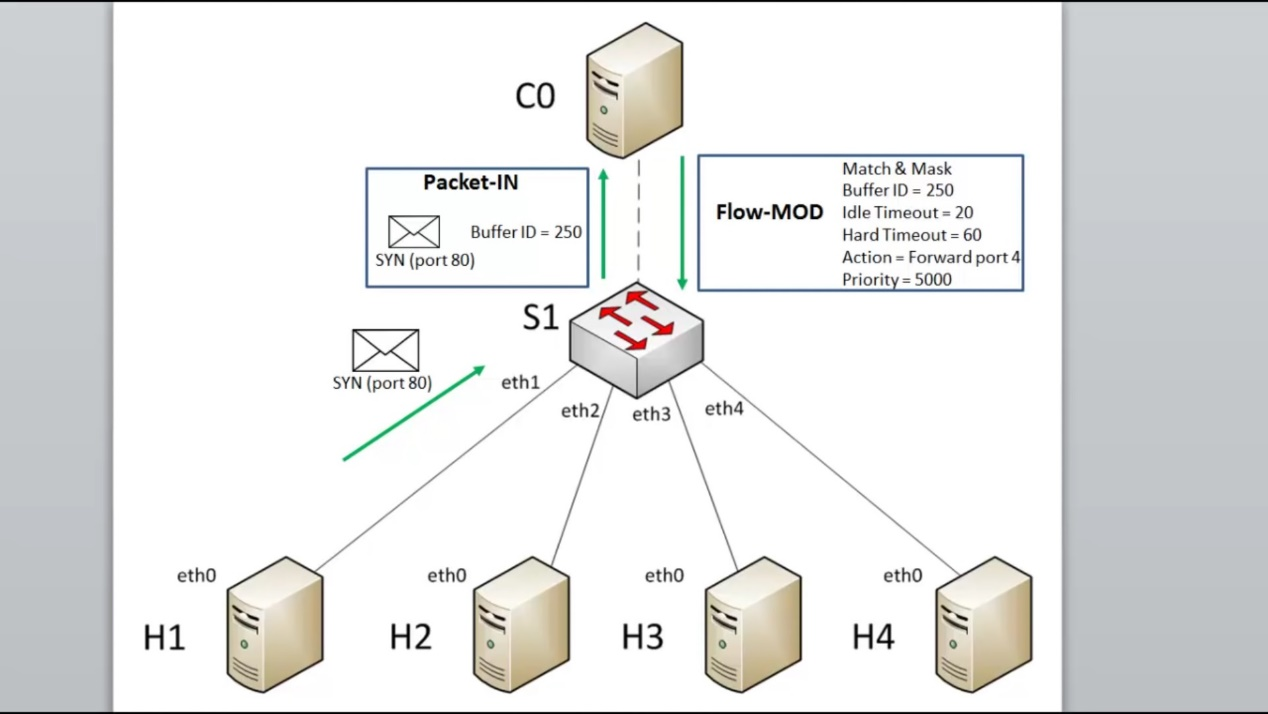 C0
Packet-IN
Buffer ID = 250
SYN (port 80)
Flow-MOD
Match & Mask
Buffer ID = 250
Idle Timeout = 20
Hard Timeout = 60
Action = Forward port 4
Priority = 5000
S1
SYN (port 80)
eth1
eth2
eth3
eth4
eth0
eth0
eth0
eth0
H1
H2
H3
H4